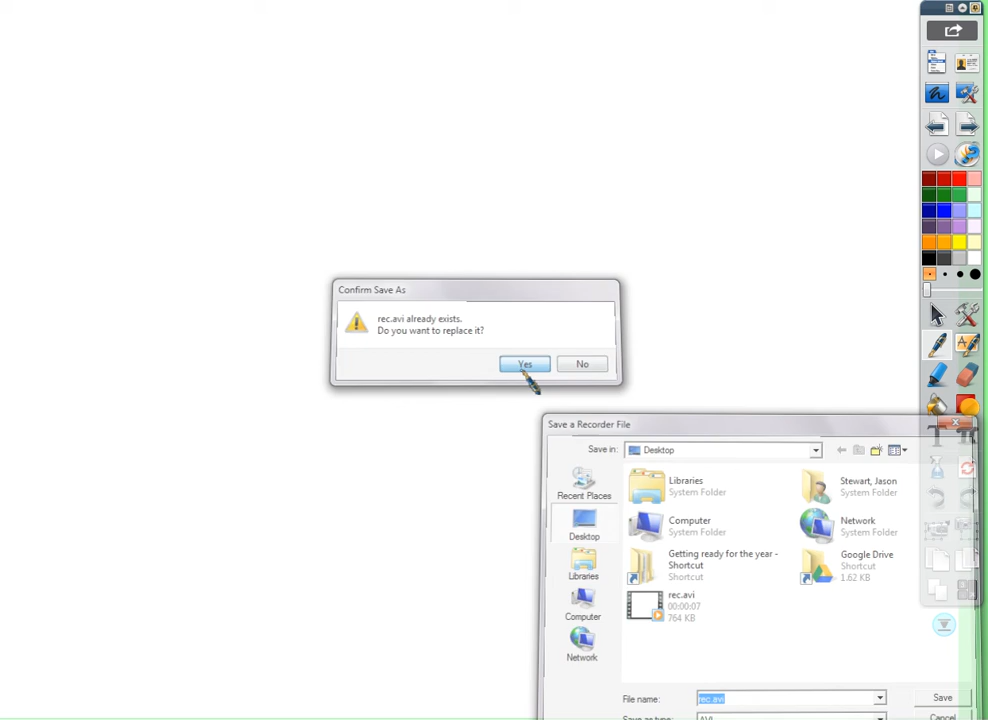 Confirm Save As
rec.avi already exists.
Do you want to replace it?
Yes
No
Save a Recorder File
Save in:
Desktop
Recent Places
Desktop
Libraries
Computer
Network
Libraries
System Folder
Stewart, Jason
System Folder
Computer
System Folder
Network
System Folder
Getting ready for the year -
Shortcut
Shortcut
Google Drive
Shortcut
1.62 KB
rec.avi
00:00:07
764 KB
File name:
rec.avi
Save
Save as type:
AVI
Cancel